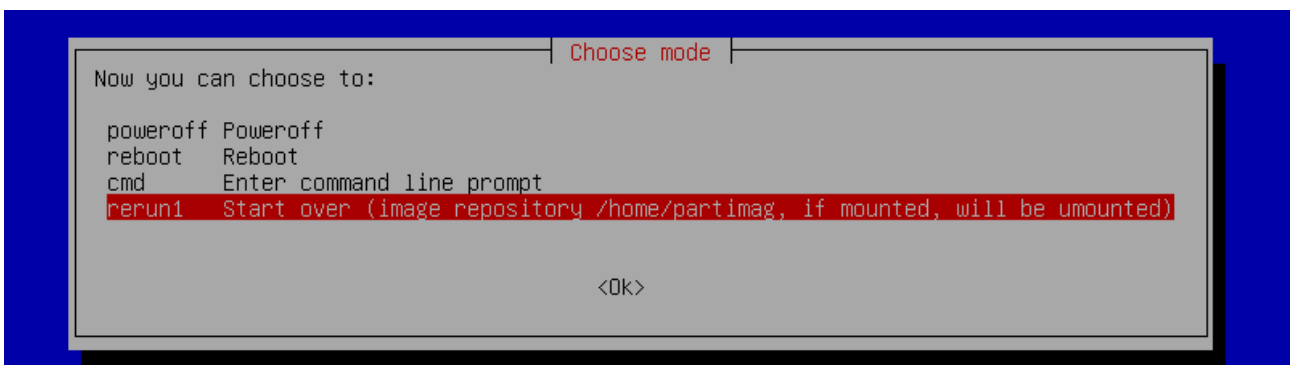 Choose mode
Now you can choose to:
poweroff Poweroff
reboot Reboot
cmd Enter command line prompt
rerun1 Start over (image repository /home/partimag, if mounted, will be umounted)
<Ok>